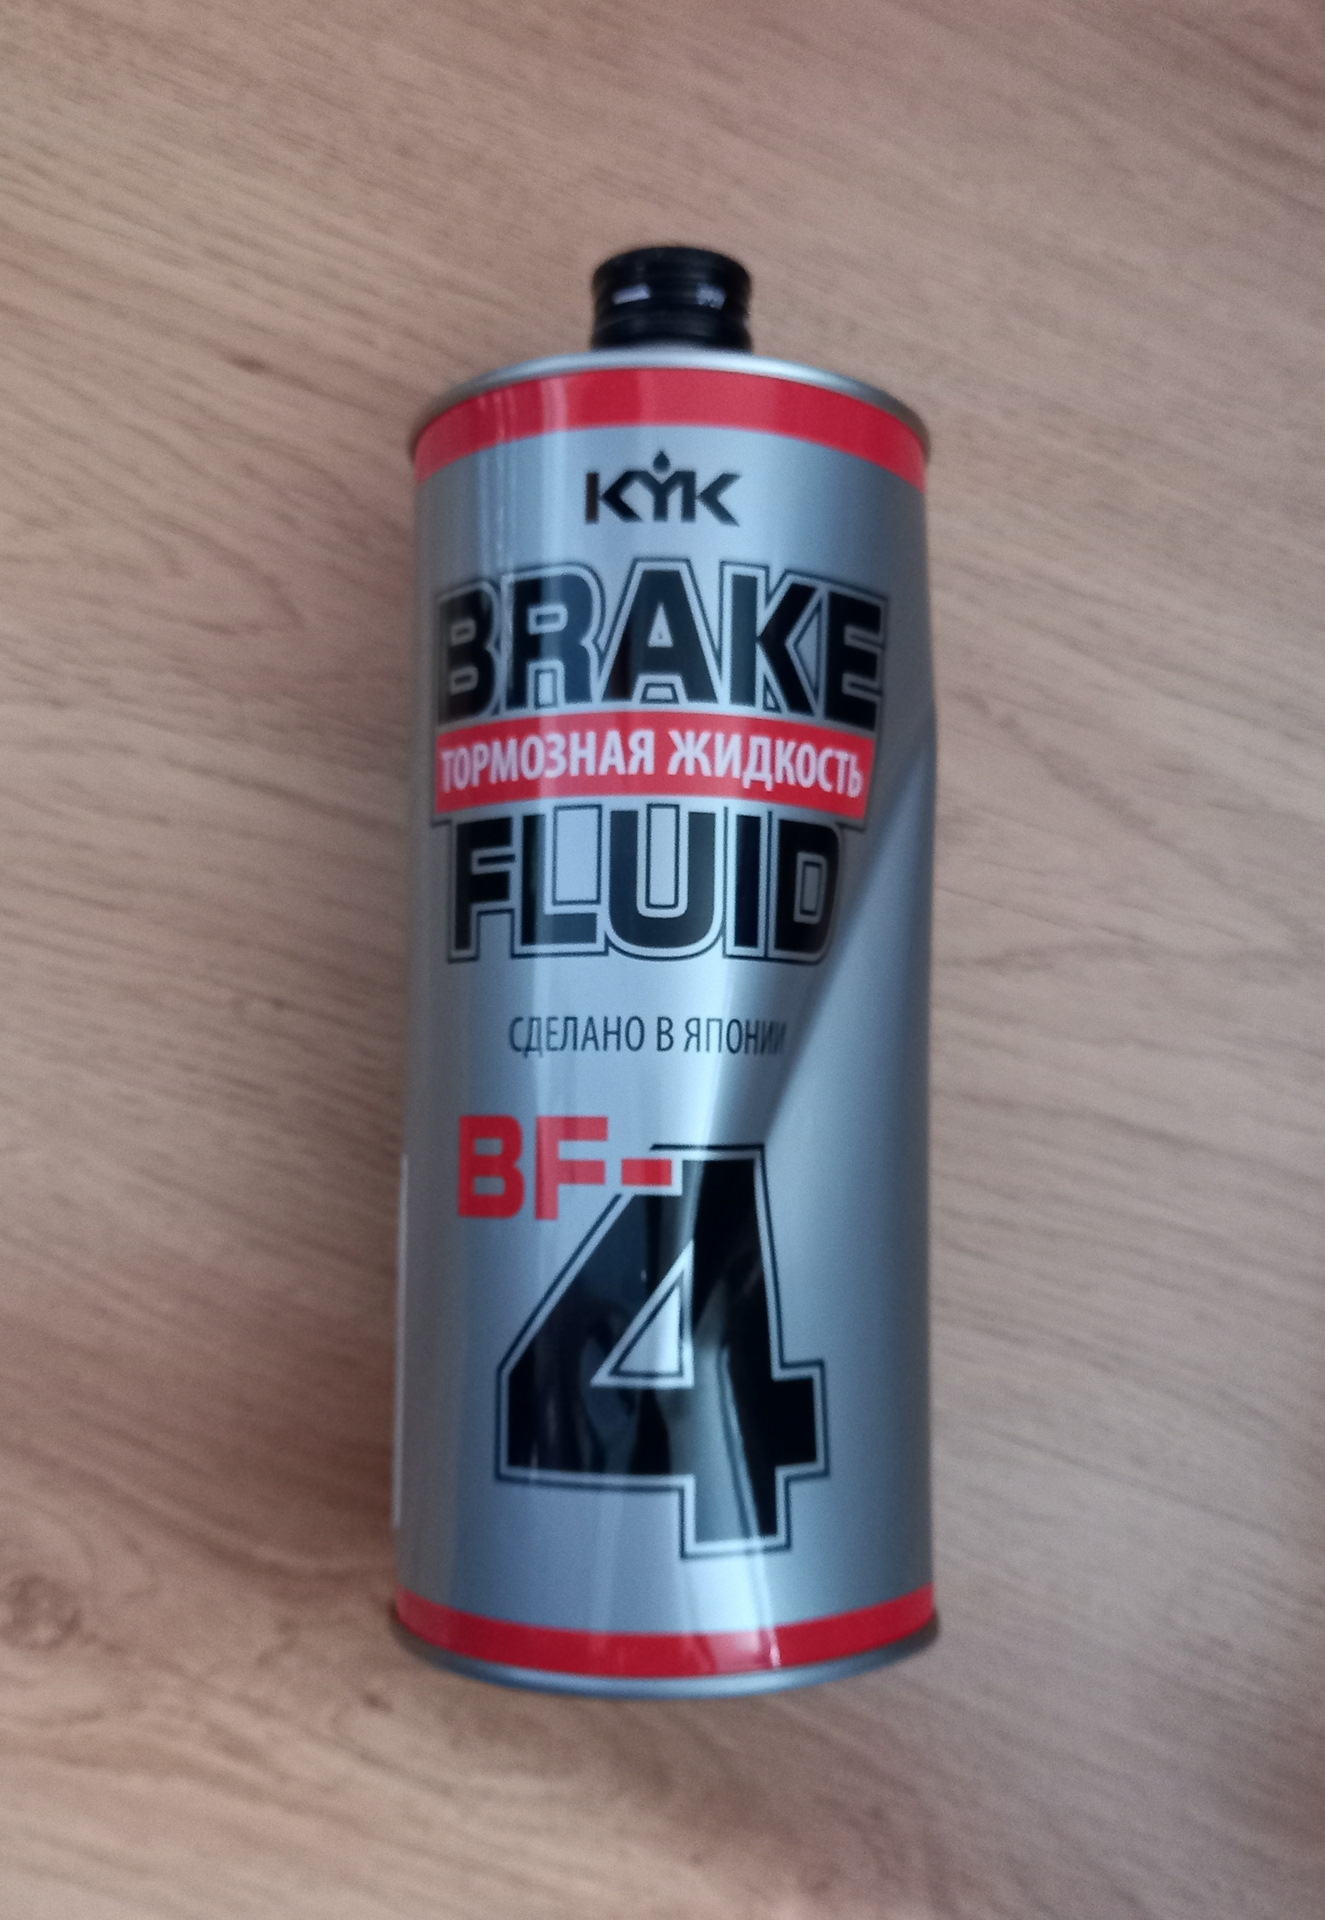 KYK
BRAKE
ТОРМОЗНАЯ ЖИДКОСТЬ
FLUID
СДЕЛАНО В ЯПОНИИ
BF-4